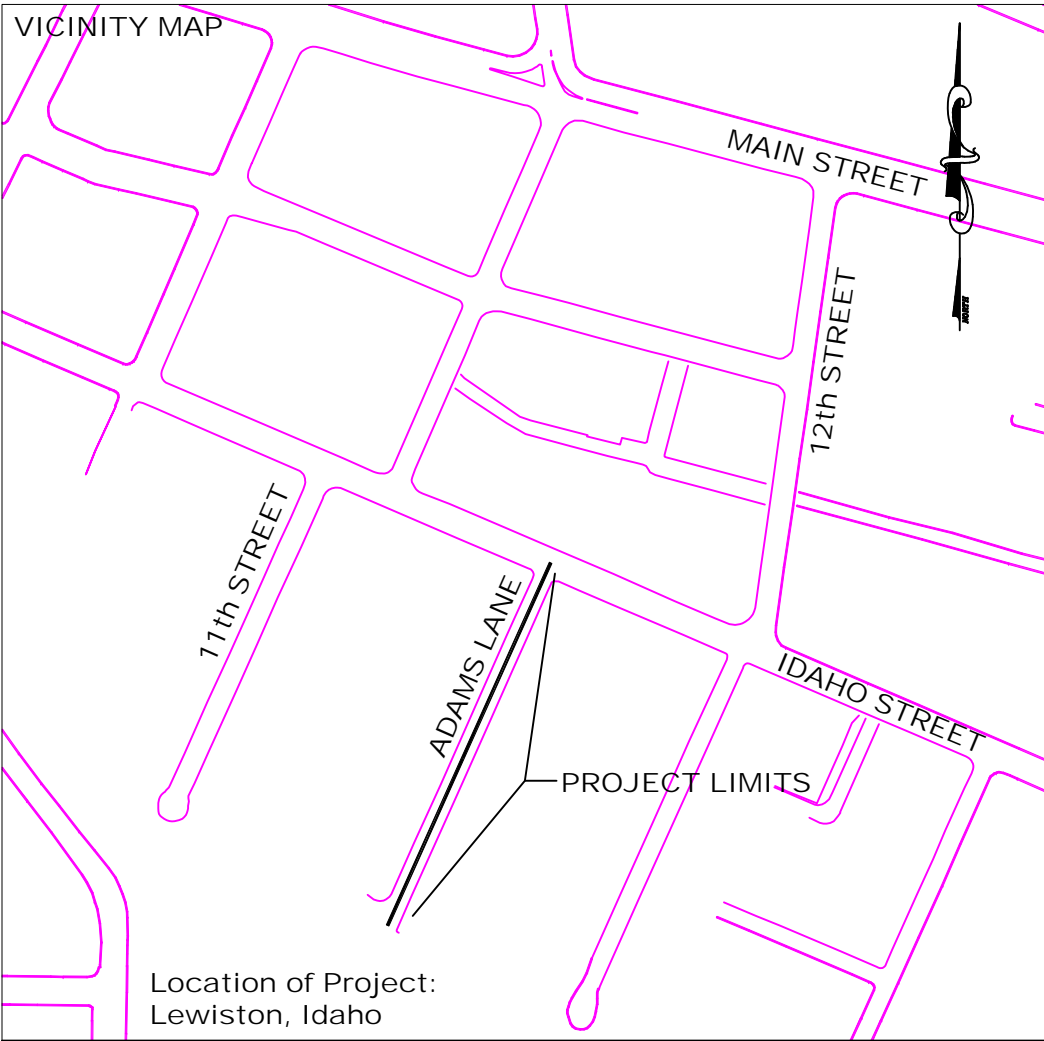 VICINITY MAP
MAIN STREET
NORTH
12th STREET
11th STREET
ADAMS LANE
IDAHO STREET
PROJECT LIMITS
Location of Project:
Lewiston, Idaho